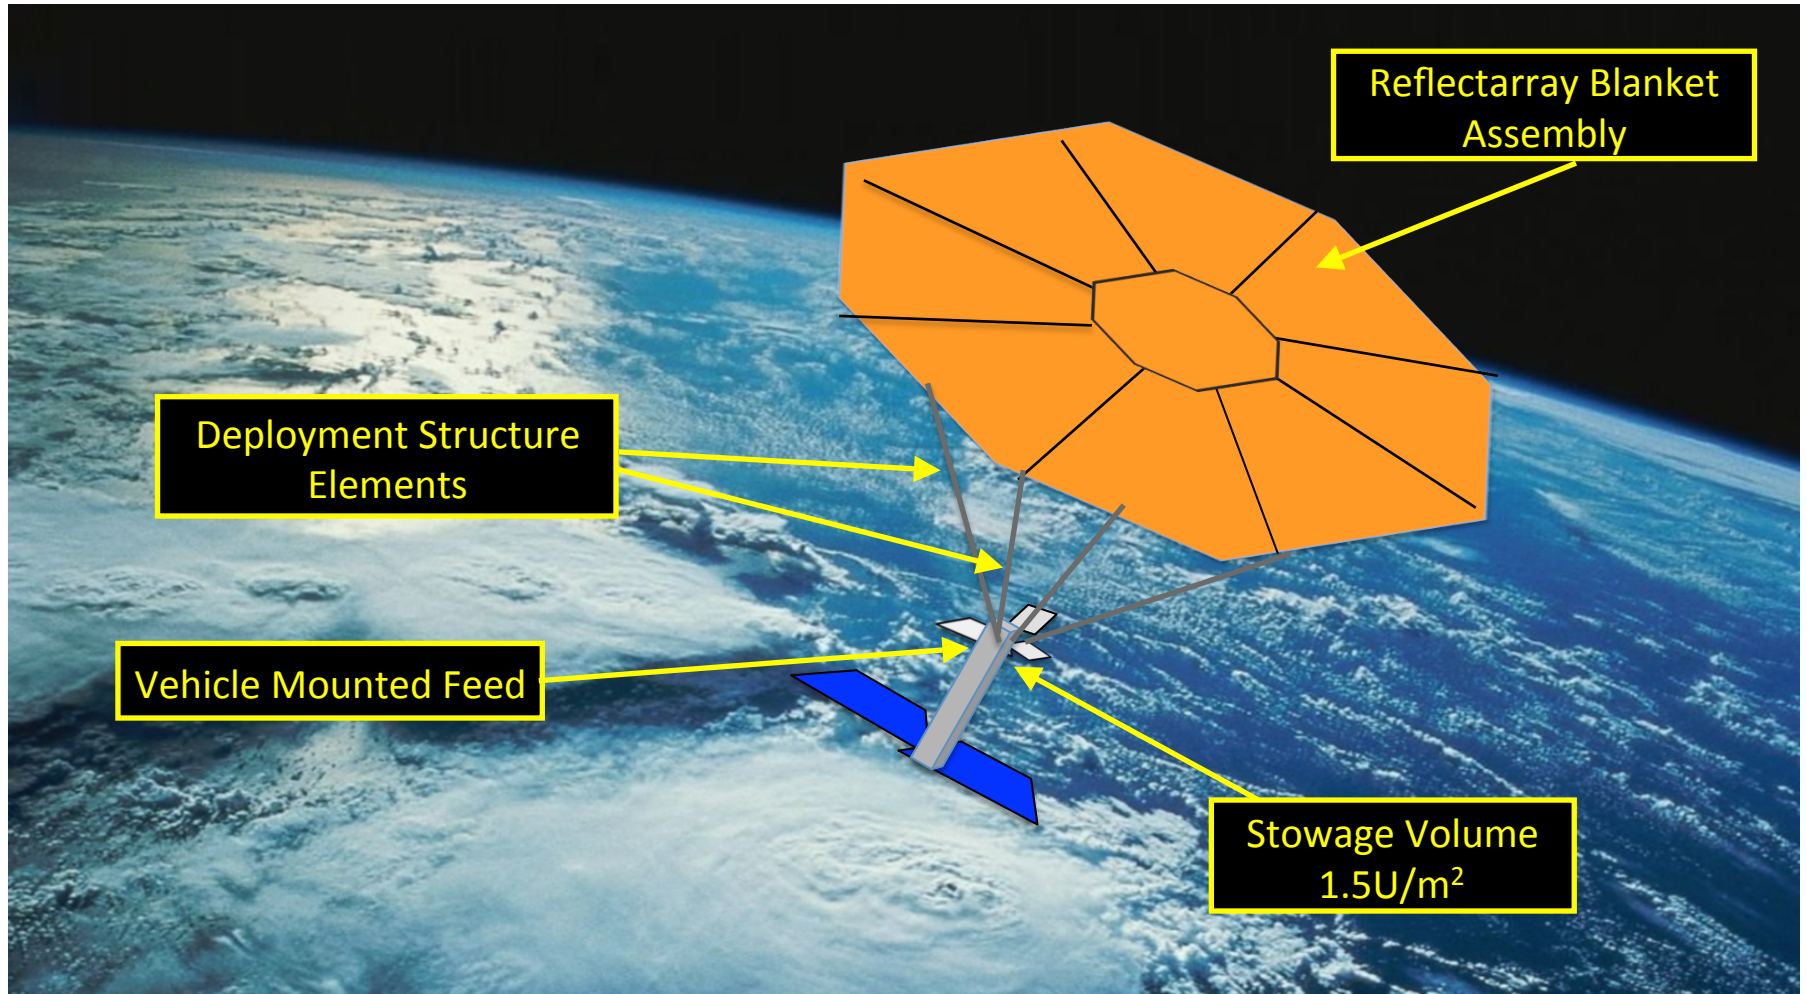 Reflectarray Blanket
Assembly
Deployment Structure
Elements
Vehicle Mounted Feed
Stowage Volume
1.5U/m²